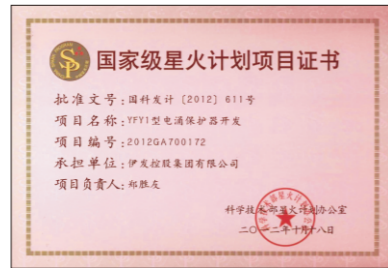 国家级星火计划项目证书
批准文号：国科发计〔2012〕611号
项目名称：YFY1型电涌保护器开发
项目编号：2012GA700172
承担单位：伊发控股集团有限公司
项目负责人：郑胜友
科学技术部星火计划办公室
二〇一二年十月十八日